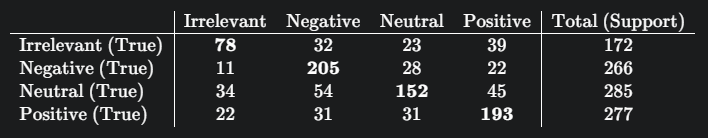 Irrelevant Negative Neutral Positive Total (Support)
Irrelevant (True) 78 32 23 39 172
Negative (True) 11 205 28 22 266
Neutral (True) 34 54 152 45 285
Positive (True) 22 31 31 193 277